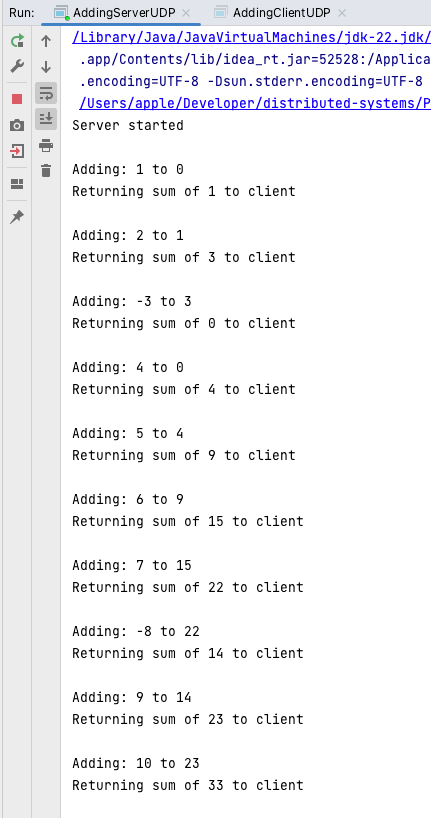 Run: AddingServerUDP × AddingClientUDP ×
/Library/Java/JavaVirtualMachines/jdk-22.jdk/
.app/Contents/lib/idea_rt.jar=52528:/Applica
.encoding=UTF-8 -Dsun.stderr.encoding=UTF-8
/Users/apple/Developer/distributed-systems/P
Server started
Adding: 1 to 0
Returning sum of 1 to client
Adding: 2 to 1
Returning sum of 3 to client
Adding: -3 to 3
Returning sum of 0 to client
Adding: 4 to 0
Returning sum of 4 to client
Adding: 5 to 4
Returning sum of 9 to client
Adding: 6 to 9
Returning sum of 15 to client
Adding: 7 to 15
Returning sum of 22 to client
Adding: -8 to 22
Returning sum of 14 to client
Adding: 9 to 14
Returning sum of 23 to client
Adding: 10 to 23
Returning sum of 33 to client